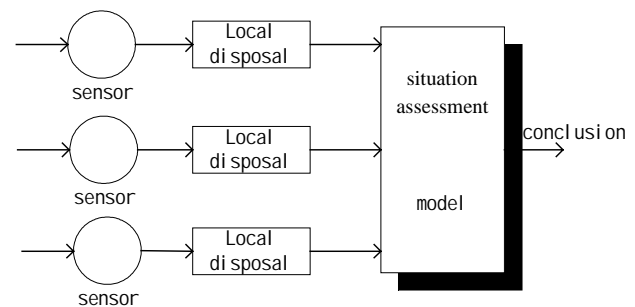 Local
disposal
sensor
situation
assessment
model
conclusion
Local
disposal
sensor
Local
disposal
sensor